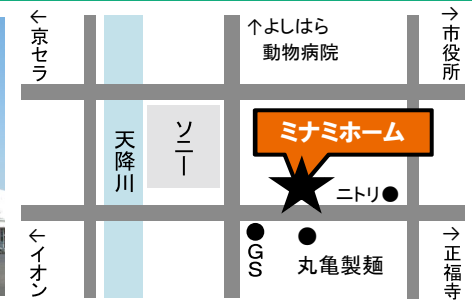 ←京セラ
↑よしはら
動物病院
→市役所
天降川
ソニー
ミナミホーム
ニトリ●
←イオン
GS
丸亀製麺
→正福寺